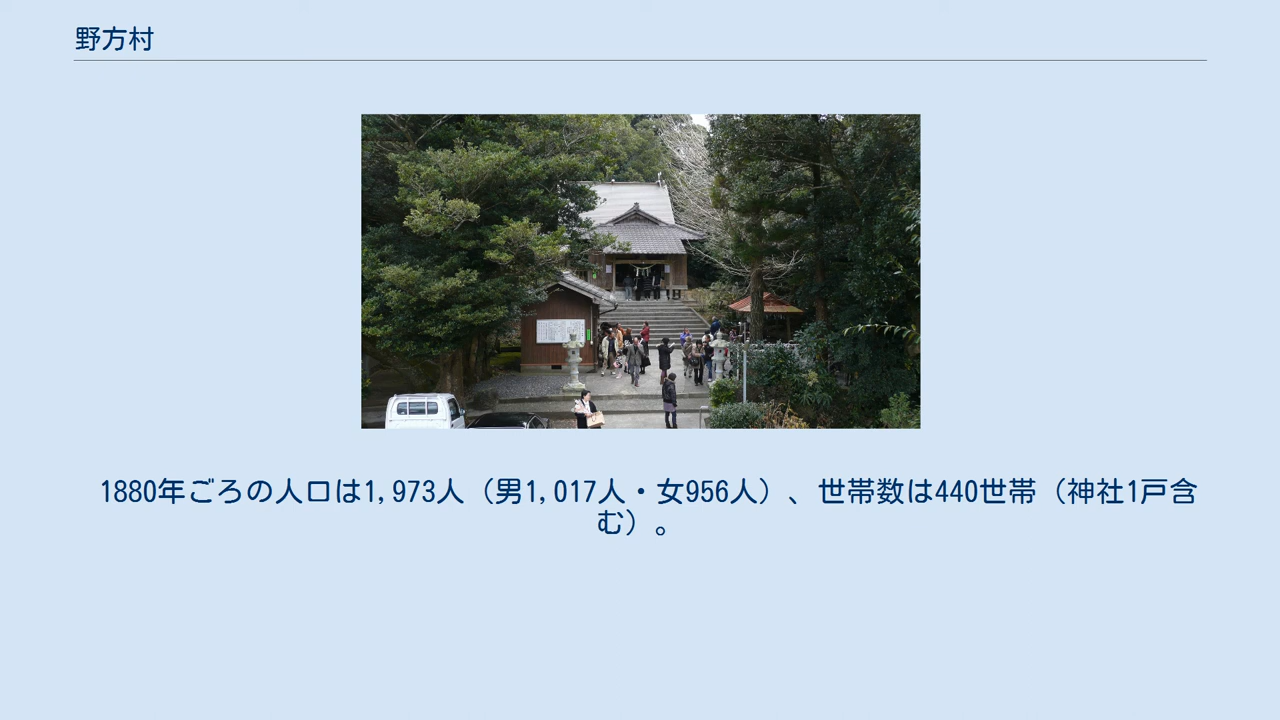 野方村
1880年ごろの人口は1,973人（男1,017人・女956人）、世帯数は440世帯（神社1戸含
む）。